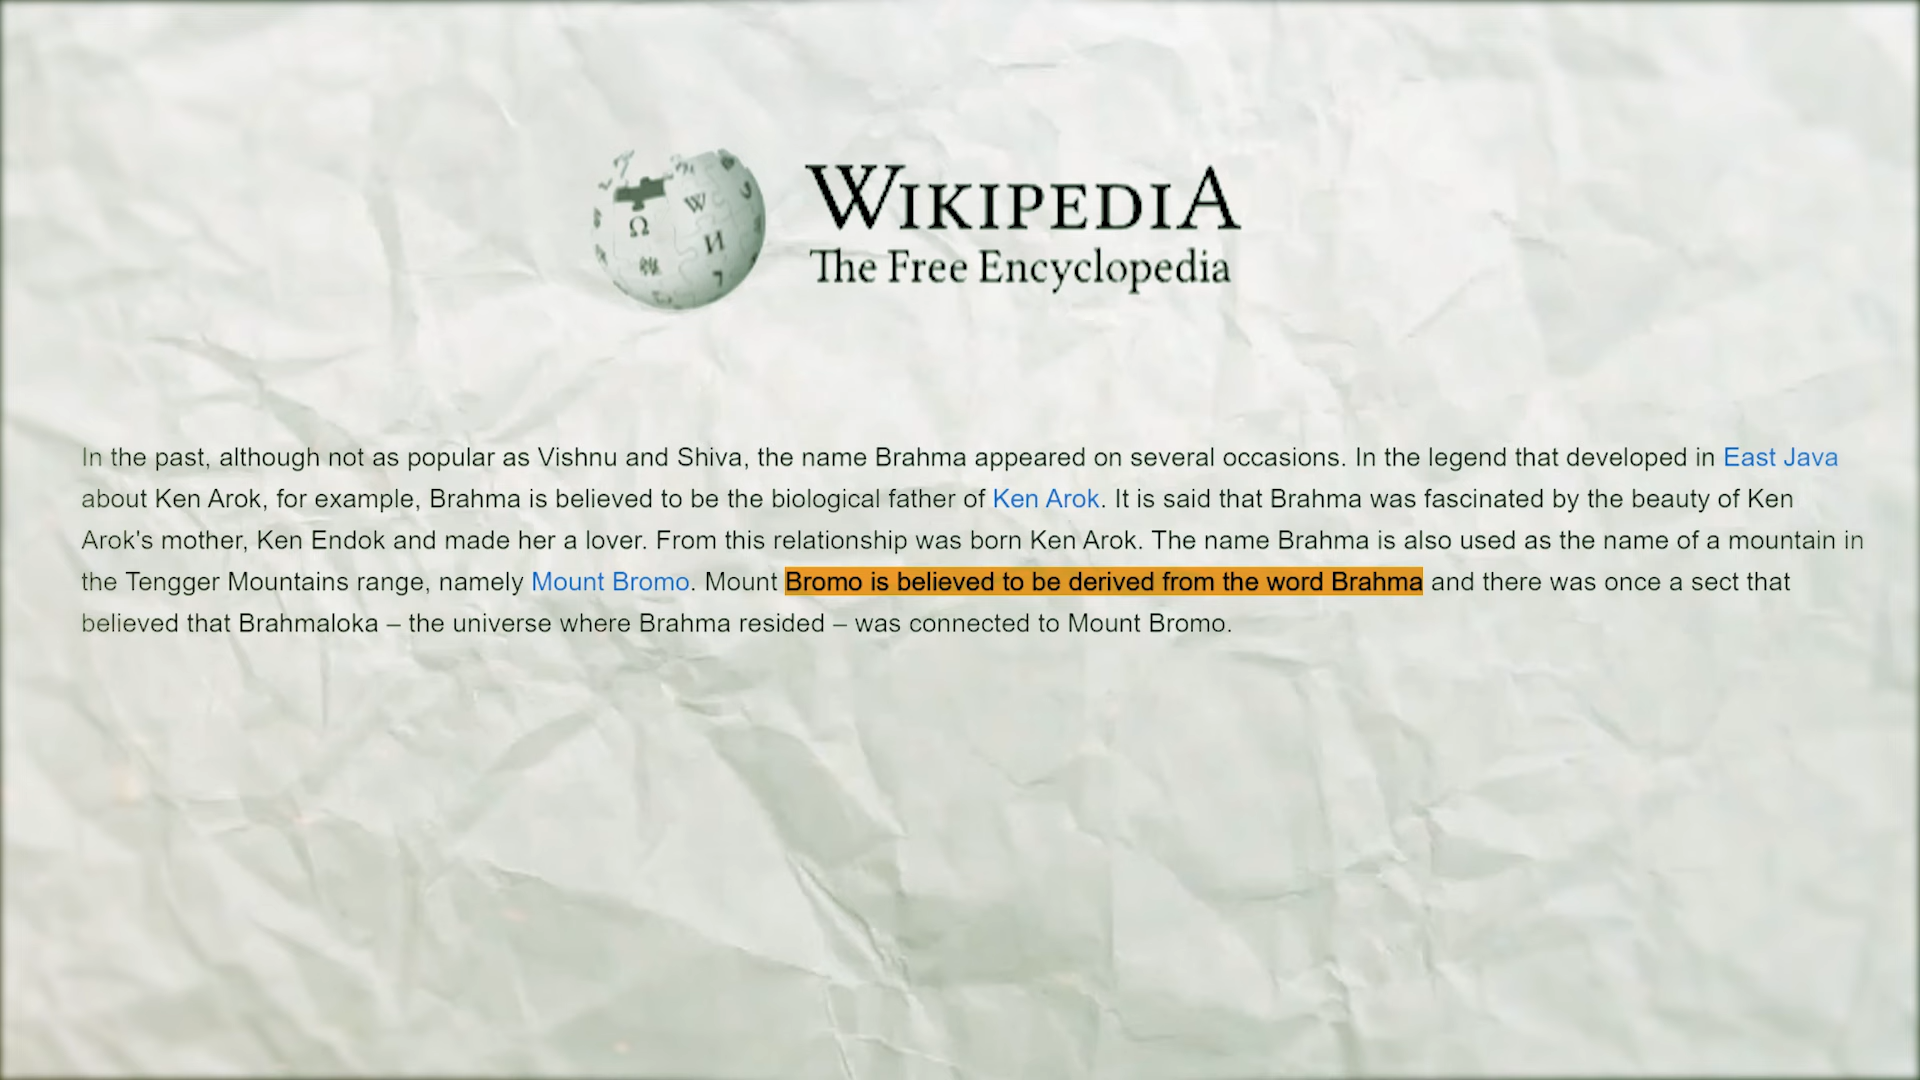 WIKIPEDIA
The Free Encyclopedia
In the past, although not as popular as Vishnu and Shiva, the name Brahma appeared on several occasions. In the legend that developed in East Java
about Ken Arok, for example, Brahma is believed to be the biological father of Ken Arok. It is said that Brahma was fascinated by the beauty of Ken
Arok's mother, Ken Endok and made her a lover. From this relationship was born Ken Arok. The name Brahma is also used as the name of a mountain in
the Tengger Mountains range, namely Mount Bromo. Mount Bromo is believed to be derived from the word Brahma and there was once a sect that
believed that Brahmaloka – the universe where Brahma resided – was connected to Mount Bromo.